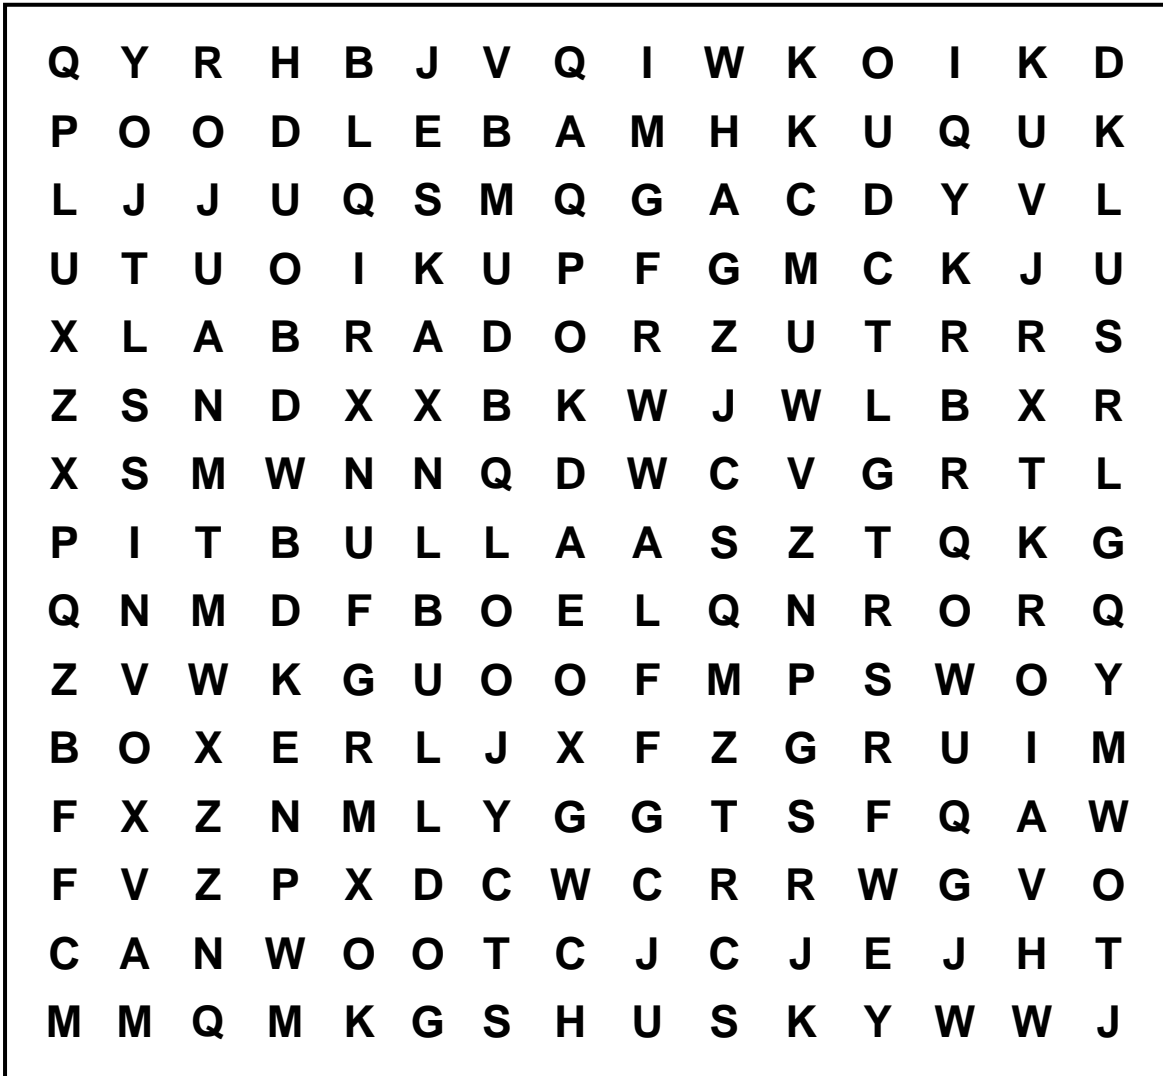 Q Y R H B J V Q I W K O I K D
P O O D L E B A M H K U Q U K
L J J U Q S M Q G A C D Y V L
U T U O I K U P F G M C K J U
X L A B R A D O R Z U T R R S
Z S N D X X B K W J W L B X R
X S M W N N Q D W C V G R T L
P I T B U L L A A S Z T Q K G
Q N M D F B O E L Q N R O R Q
Z V W K G U O O F M P S W O Y
B O X E R L J X F Z G R U I M
F X Z N M L Y G G T S F Q A W
F V Z P X D C W C R R W G V O
C A N W O O T C J C J E J H T
M M Q M K G S H U S K Y W W J